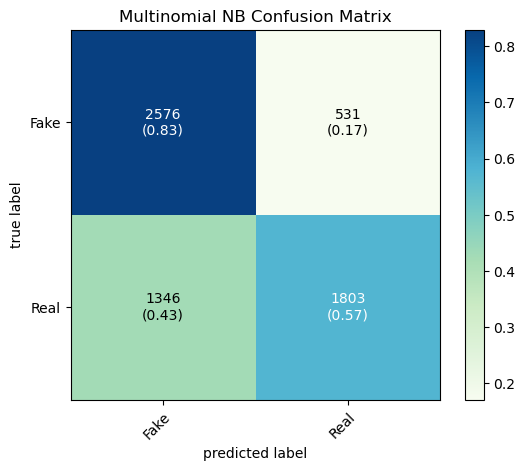 Multinomial NB Confusion Matrix
true label
Fake
2576
(0.83)
531
(0.17)
Real
1346
(0.43)
1803
(0.57)
Fake
Real
predicted label
0.8
0.7
0.6
0.5
0.4
0.3
0.2